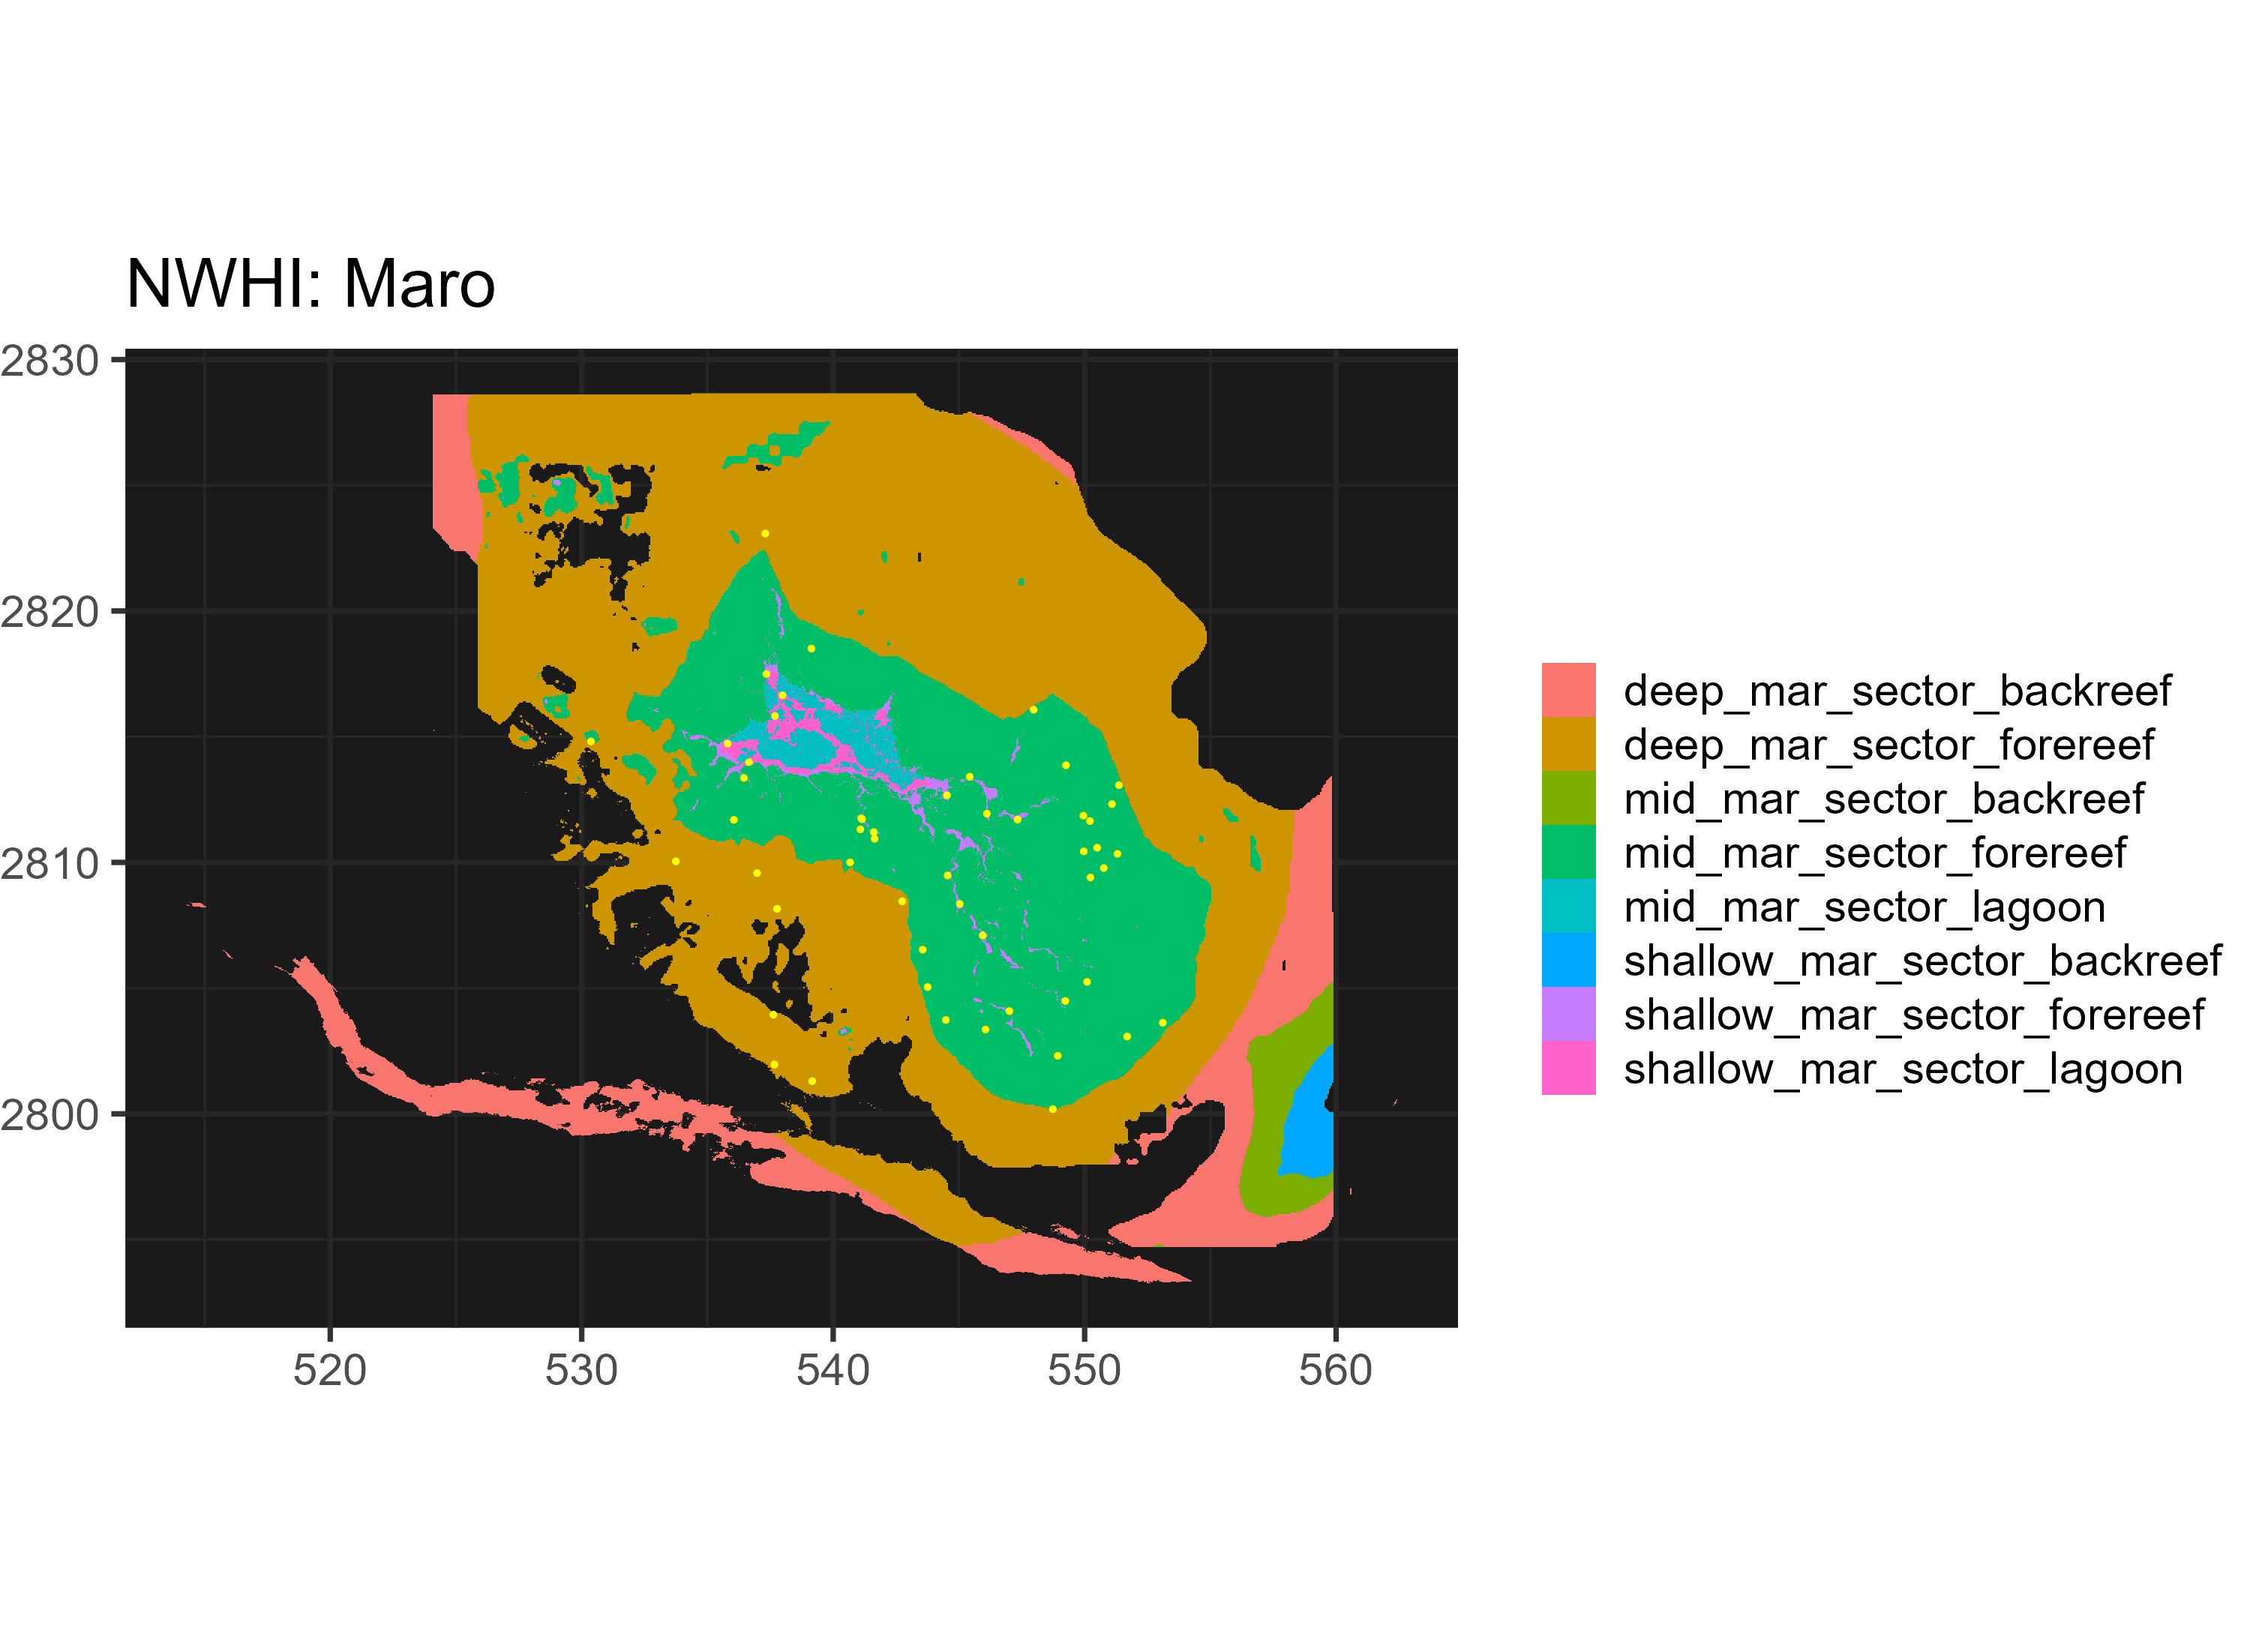 NWHI: Maro
2830
2820
2810
2800
520 530 540 550 560
deep_mar_sector_backreef
deep_mar_sector_forereef
mid_mar_sector_backreef
mid_mar_sector_forereef
mid_mar_sector_lagoon
shallow_mar_sector_backreef
shallow_mar_sector_forereef
shallow_mar_sector_lagoon